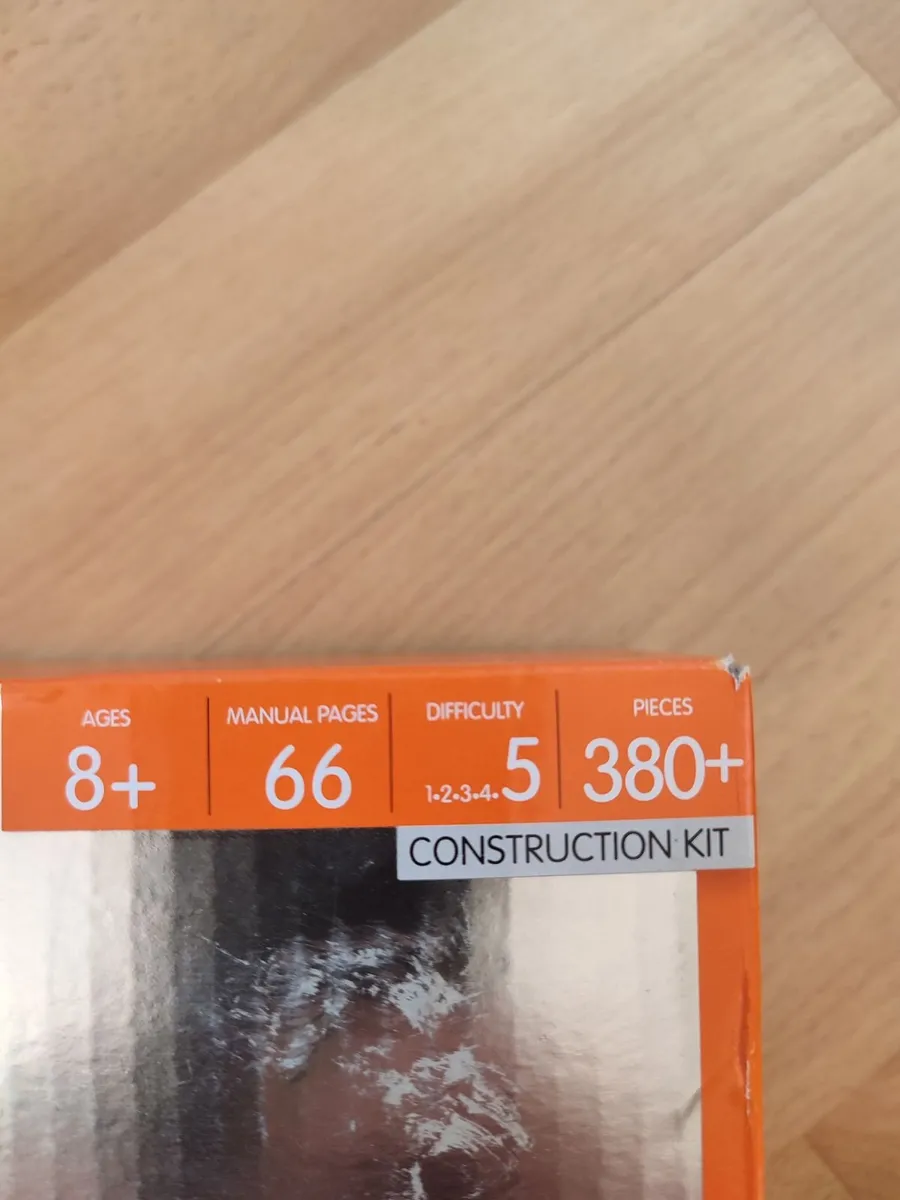 AGES MANUAL PAGES DIFFICULTY PIECES
8+ 66 1•2•3•4•5 380+
CONSTRUCTION KIT